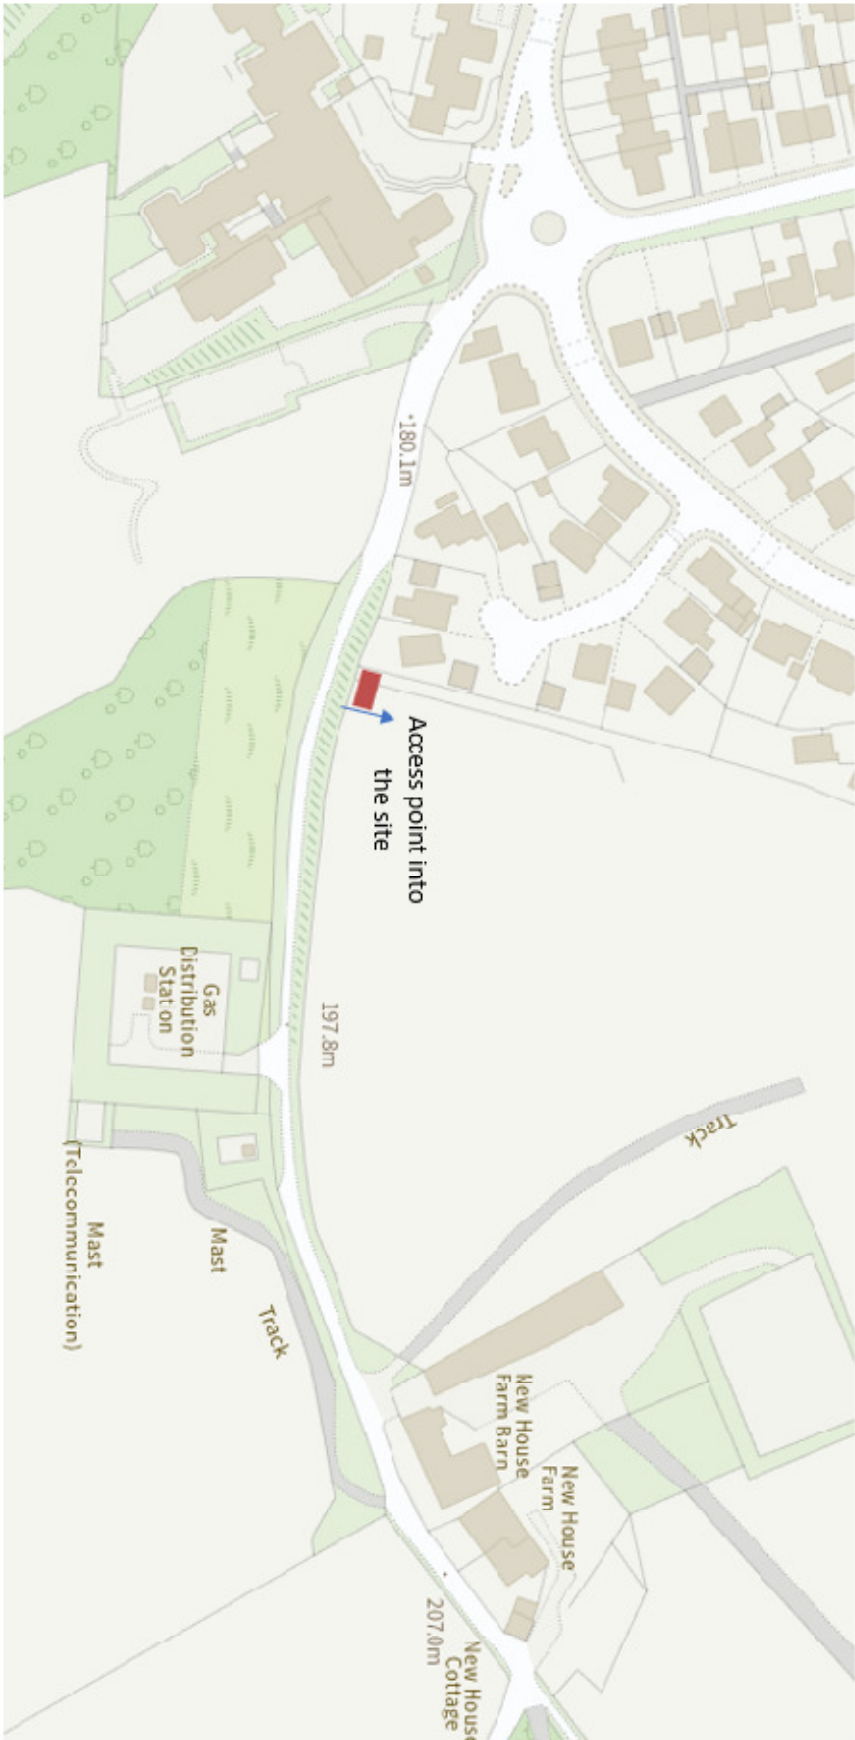 180.1m
Access point into
the site
197.8m
Gas
Distribution
Station
Track
Mast
(Telecommunication)
Mast
Track
New House
Farm Barn
New House
Farm
207.0m
New House
Cottage